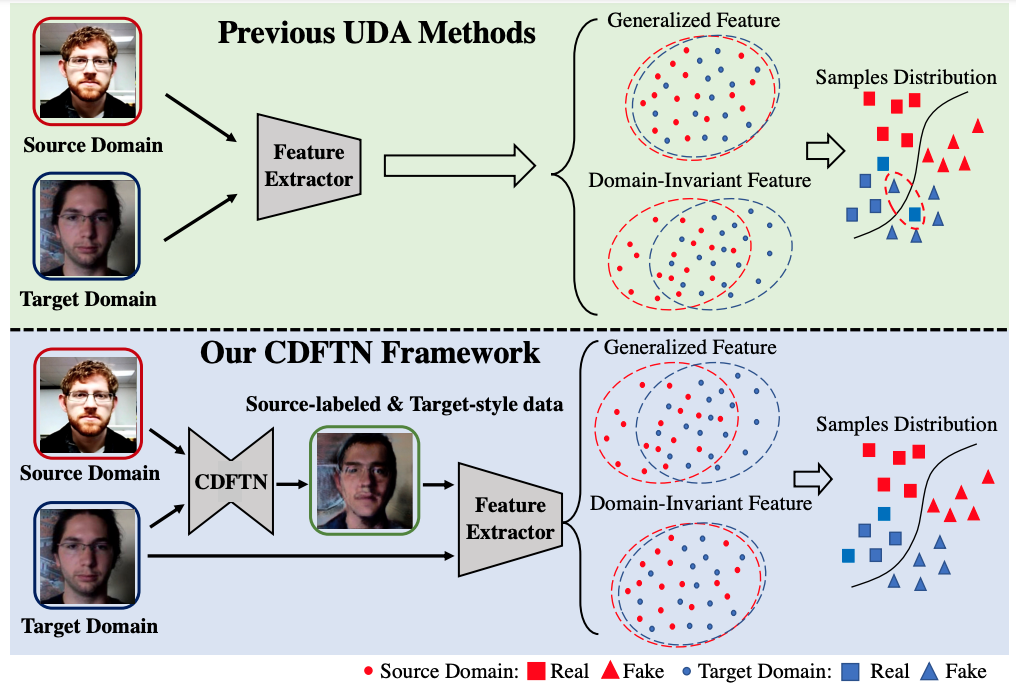 Previous UDA Methods
Source Domain
Target Domain
Feature
Extractor
Generalized Feature
Domain-Invariant Feature
Samples Distribution
Our CDFTN Framework
Source Domain
Target Domain
CDFTN
Source-labeled & Target-style data
Feature
Extractor
Generalized Feature
Domain-Invariant Feature
Samples Distribution
Source Domain: Real Fake Target Domain: Real Fake